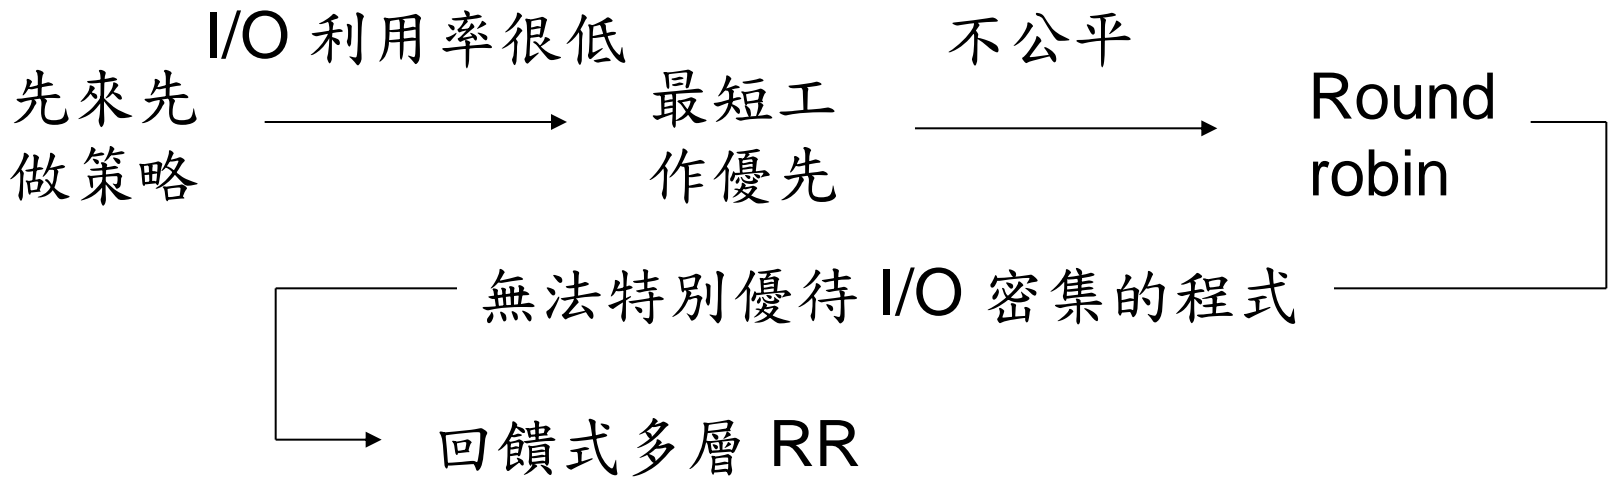 I/O 利用率很低
不公平
先來先
做策略
最短工
作優先
Round
robin
無法特別優待 I/O 密集的程式
回饋式多層 RR